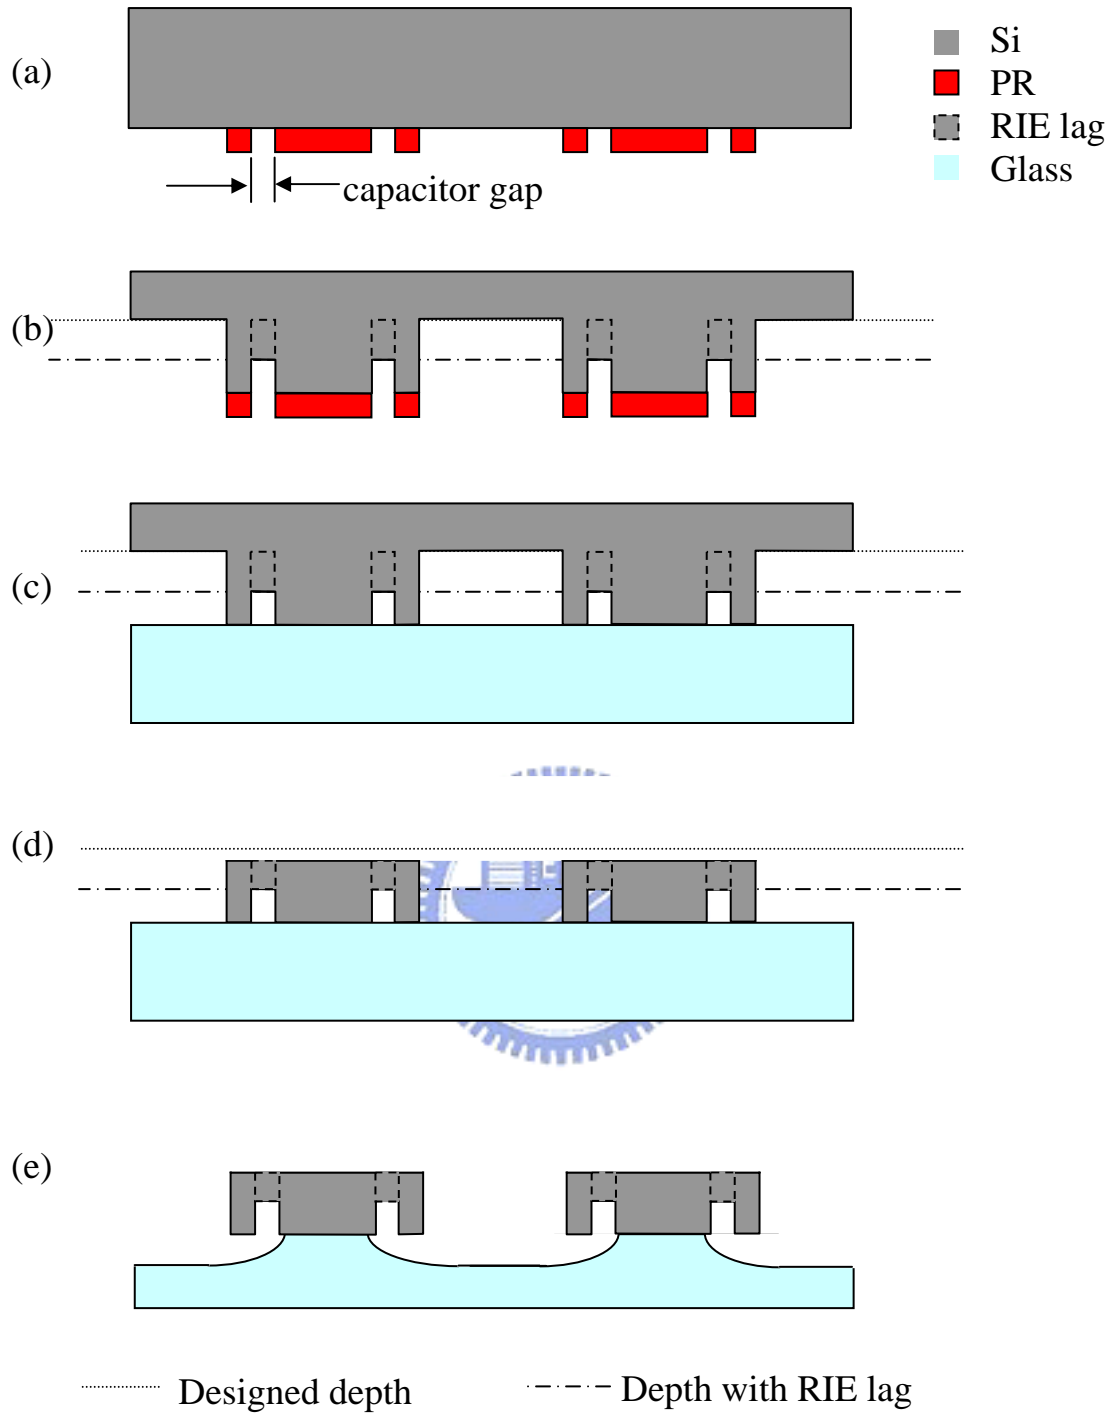 (a)
Si
PR
RIE lag
Glass
capacitor gap
(b)
(c)
(d)
(e)
Designed depth
Depth with RIE lag